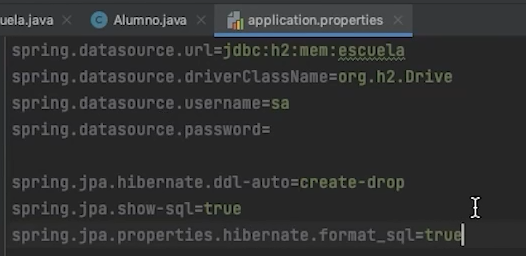 uela.java × Alumno.java × application.properties ×
spring.datasource.url=jdbc:h2:mem:escuela
spring.datasource.driverClassName=org.h2.Drive
spring.datasource.username=sa
spring.datasource.password=
spring.jpa.hibernate.ddl-auto=create-drop
spring.jpa.show-sql=true
spring.jpa.properties.hibernate.format_sql=true